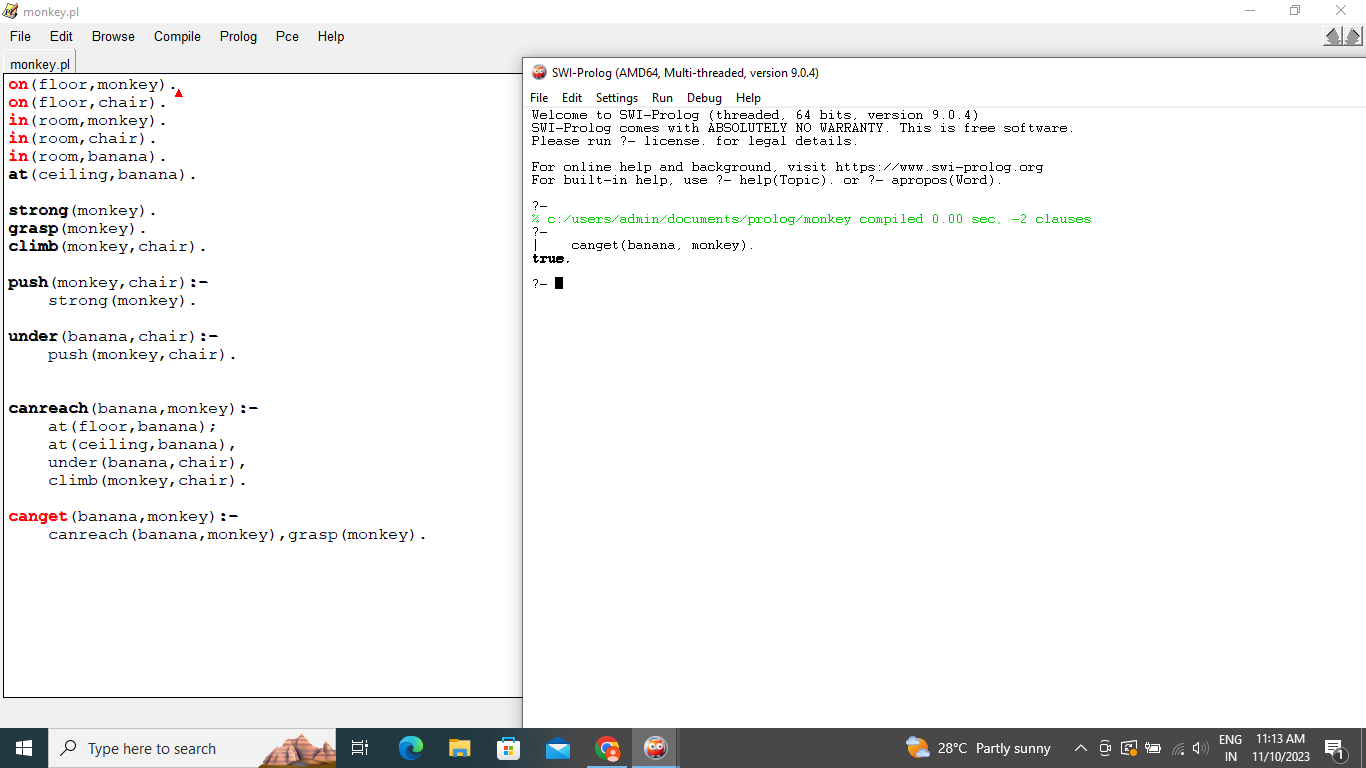 monkey.pl
File Edit Browse Compile Prolog Pce Help
monkey.pl
on(floor,monkey).
on(floor,chair).
in(room,monkey).
in(room,chair).
in(room,banana).
at(ceiling,banana).
strong(monkey).
grasp(monkey).
climb(monkey,chair).
push(monkey,chair):-
strong(monkey).
under(banana,chair):-
push(monkey,chair).
canreach(banana,monkey):-
at(floor,banana);
at(ceiling,banana),
under(banana,chair),
climb(monkey,chair).
canget(banana,monkey):-
canreach(banana,monkey),grasp(monkey).
SWI-Prolog (AMD64, Multi-threaded, version 9.0.4)
File Edit Settings Run Debug Help
Welcome to SWI-Prolog (threaded, 64 bits, version 9.0.4)
SWI-Prolog comes with ABSOLUTELY NO WARRANTY. This is free software.
Please run ?- license. for legal details.
For online help and background, visit https://www.swi-prolog.org
For built-in help, use ?- help(Topic). or ?- apropos(Word).
?-
% c:/users/admin/documents/prolog/monkey compiled 0.00 sec, -2 clauses
?-
| canget(banana, monkey).
true.
?-
Type here to search
28°C Partly sunny
ENG
IN
11:13 AM
11/10/2023
1